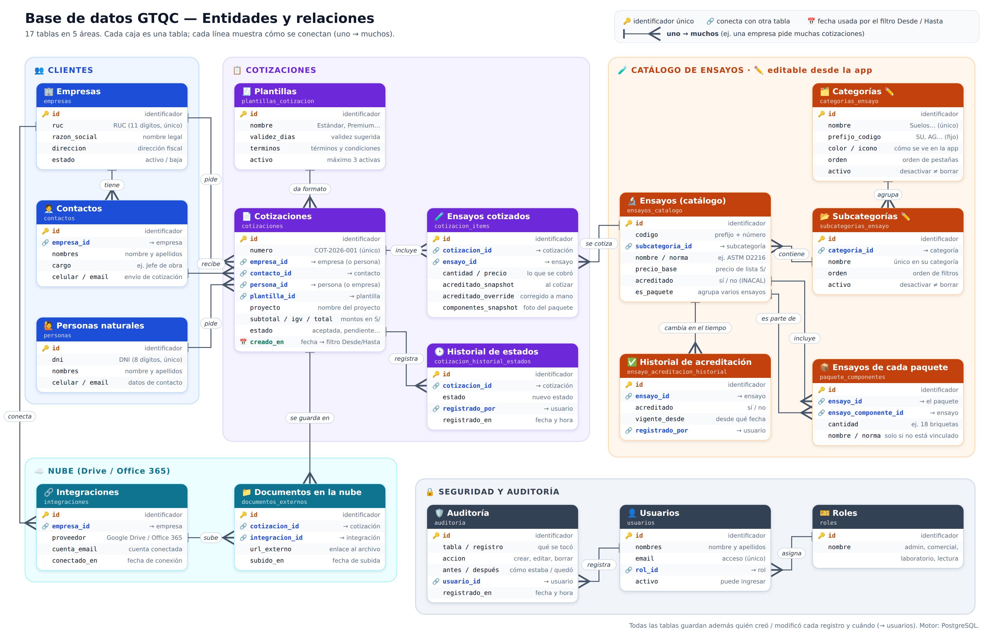 Base de datos GTQC — Entidades y relaciones
17 tablas en 5 áreas. Cada caja es una tabla; cada línea muestra cómo se conectan (uno → muchos).
identificador único
conecta con otra tabla
fecha usada por el filtro Desde / Hasta
uno → muchos (ej. una empresa pide muchas cotizaciones)
CLIENTES
Empresas
empresas
id identificador
ruc RUC (11 dígitos, único)
razon_social nombre legal
direccion dirección fiscal
estado activo / baja
tiene
Contactos
contactos
id identificador
empresa_id → empresa
nombres nombre y apellidos
cargo ej. Jefe de obra
celular / email envío de cotización
Personas naturales
personas
id identificador
dni DNI (8 dígitos, único)
nombres nombre y apellidos
celular / email datos de contacto
pide
recibe
pide
conecta
COTIZACIONES
Plantillas
plantillas_cotizacion
id identificador
nombre Estándar, Premium…
validez_dias validez sugerida
terminos términos y condiciones
activo máximo 3 activas
da formato
Cotizaciones
cotizaciones
id identificador
numero COT-2026-001 (único)
empresa_id → empresa (o persona)
contacto_id → contacto
persona_id → persona (o empresa)
plantilla_id → plantilla
proyecto nombre del proyecto
subtotal / igv / total montos en S/
estado aceptada, pendiente…
creado_en fecha → filtro Desde/Hasta
incluye
registra
se guarda en
Ensayos cotizados
cotizacion_items
id identificador
cotizacion_id → cotización
ensayo_id → ensayo
cantidad / precio lo que se cobró
acreditado_snapshot al cotizar
acreditado_override corregido a mano
componentes_snapshot foto del paquete
Historial de estados
cotizacion_historial_estados
id identificador
cotizacion_id → cotización
estado nuevo estado
registrado_por → usuario
registrado_en fecha y hora
se cotiza
CATÁLOGO DE ENSAYOS · editable desde la app
Categorías
categorias_ensayo
id identificador
nombre Suelos… (único)
prefijo_codigo SU, AG… (fijo)
color / icono cómo se ve en la app
orden orden de pestañas
activo desactivar ≠ borrar
agrupa
Ensayos (catálogo)
ensayos_catalogo
id identificador
codigo prefijo + número
subcategoria_id → subcategoría
nombre / norma ej. ASTM D2216
precio_base precio de lista S/
acreditado sí / no (INACAL)
es_paquete agrupa varios ensayos
contiene
Subcategorías
subcategorias_ensayo
id identificador
categoria_id → categoría
nombre único en su categoría
orden orden de filtros
activo desactivar ≠ borrar
cambia en el tiempo
es parte de
incluye
Historial de acreditación
ensayo_acreditacion_historial
id identificador
ensayo_id → ensayo
acreditado sí / no
vigente_desde desde qué fecha
registrado_por → usuario
Ensayos de cada paquete
paquete_componentes
id identificador
ensayo_id → el paquete
ensayo_componente_id → ensayo
cantidad ej. 18 briquetas
nombre / norma solo si no está vinculado
NUBE (Drive / Office 365)
Integraciones
integraciones
id identificador
empresa_id → empresa
proveedor Google Drive / Office 365
cuenta_email cuenta conectada
conectado_en fecha de conexión
sube
Documentos en la nube
documentos_externos
id identificador
cotizacion_id → cotización
integracion_id → integración
url_externo enlace al archivo
subido_en fecha de subida
SEGURIDAD Y AUDITORÍA
Auditoría
auditoria
id identificador
tabla / registro qué se tocó
accion crear, editar, borrar
antes / después cómo estaba / quedó
usuario_id → usuario
registrado_en fecha y hora
registra
Usuarios
usuarios
id identificador
nombres nombre y apellidos
email acceso (único)
rol_id → rol
activo puede ingresar
asigna
Roles
roles
id identificador
nombre admin, comercial,
laboratorio, lectura
Todas las tablas guardan además quién creó / modificó cada registro y cuándo (→ usuarios). Motor: PostgreSQL.